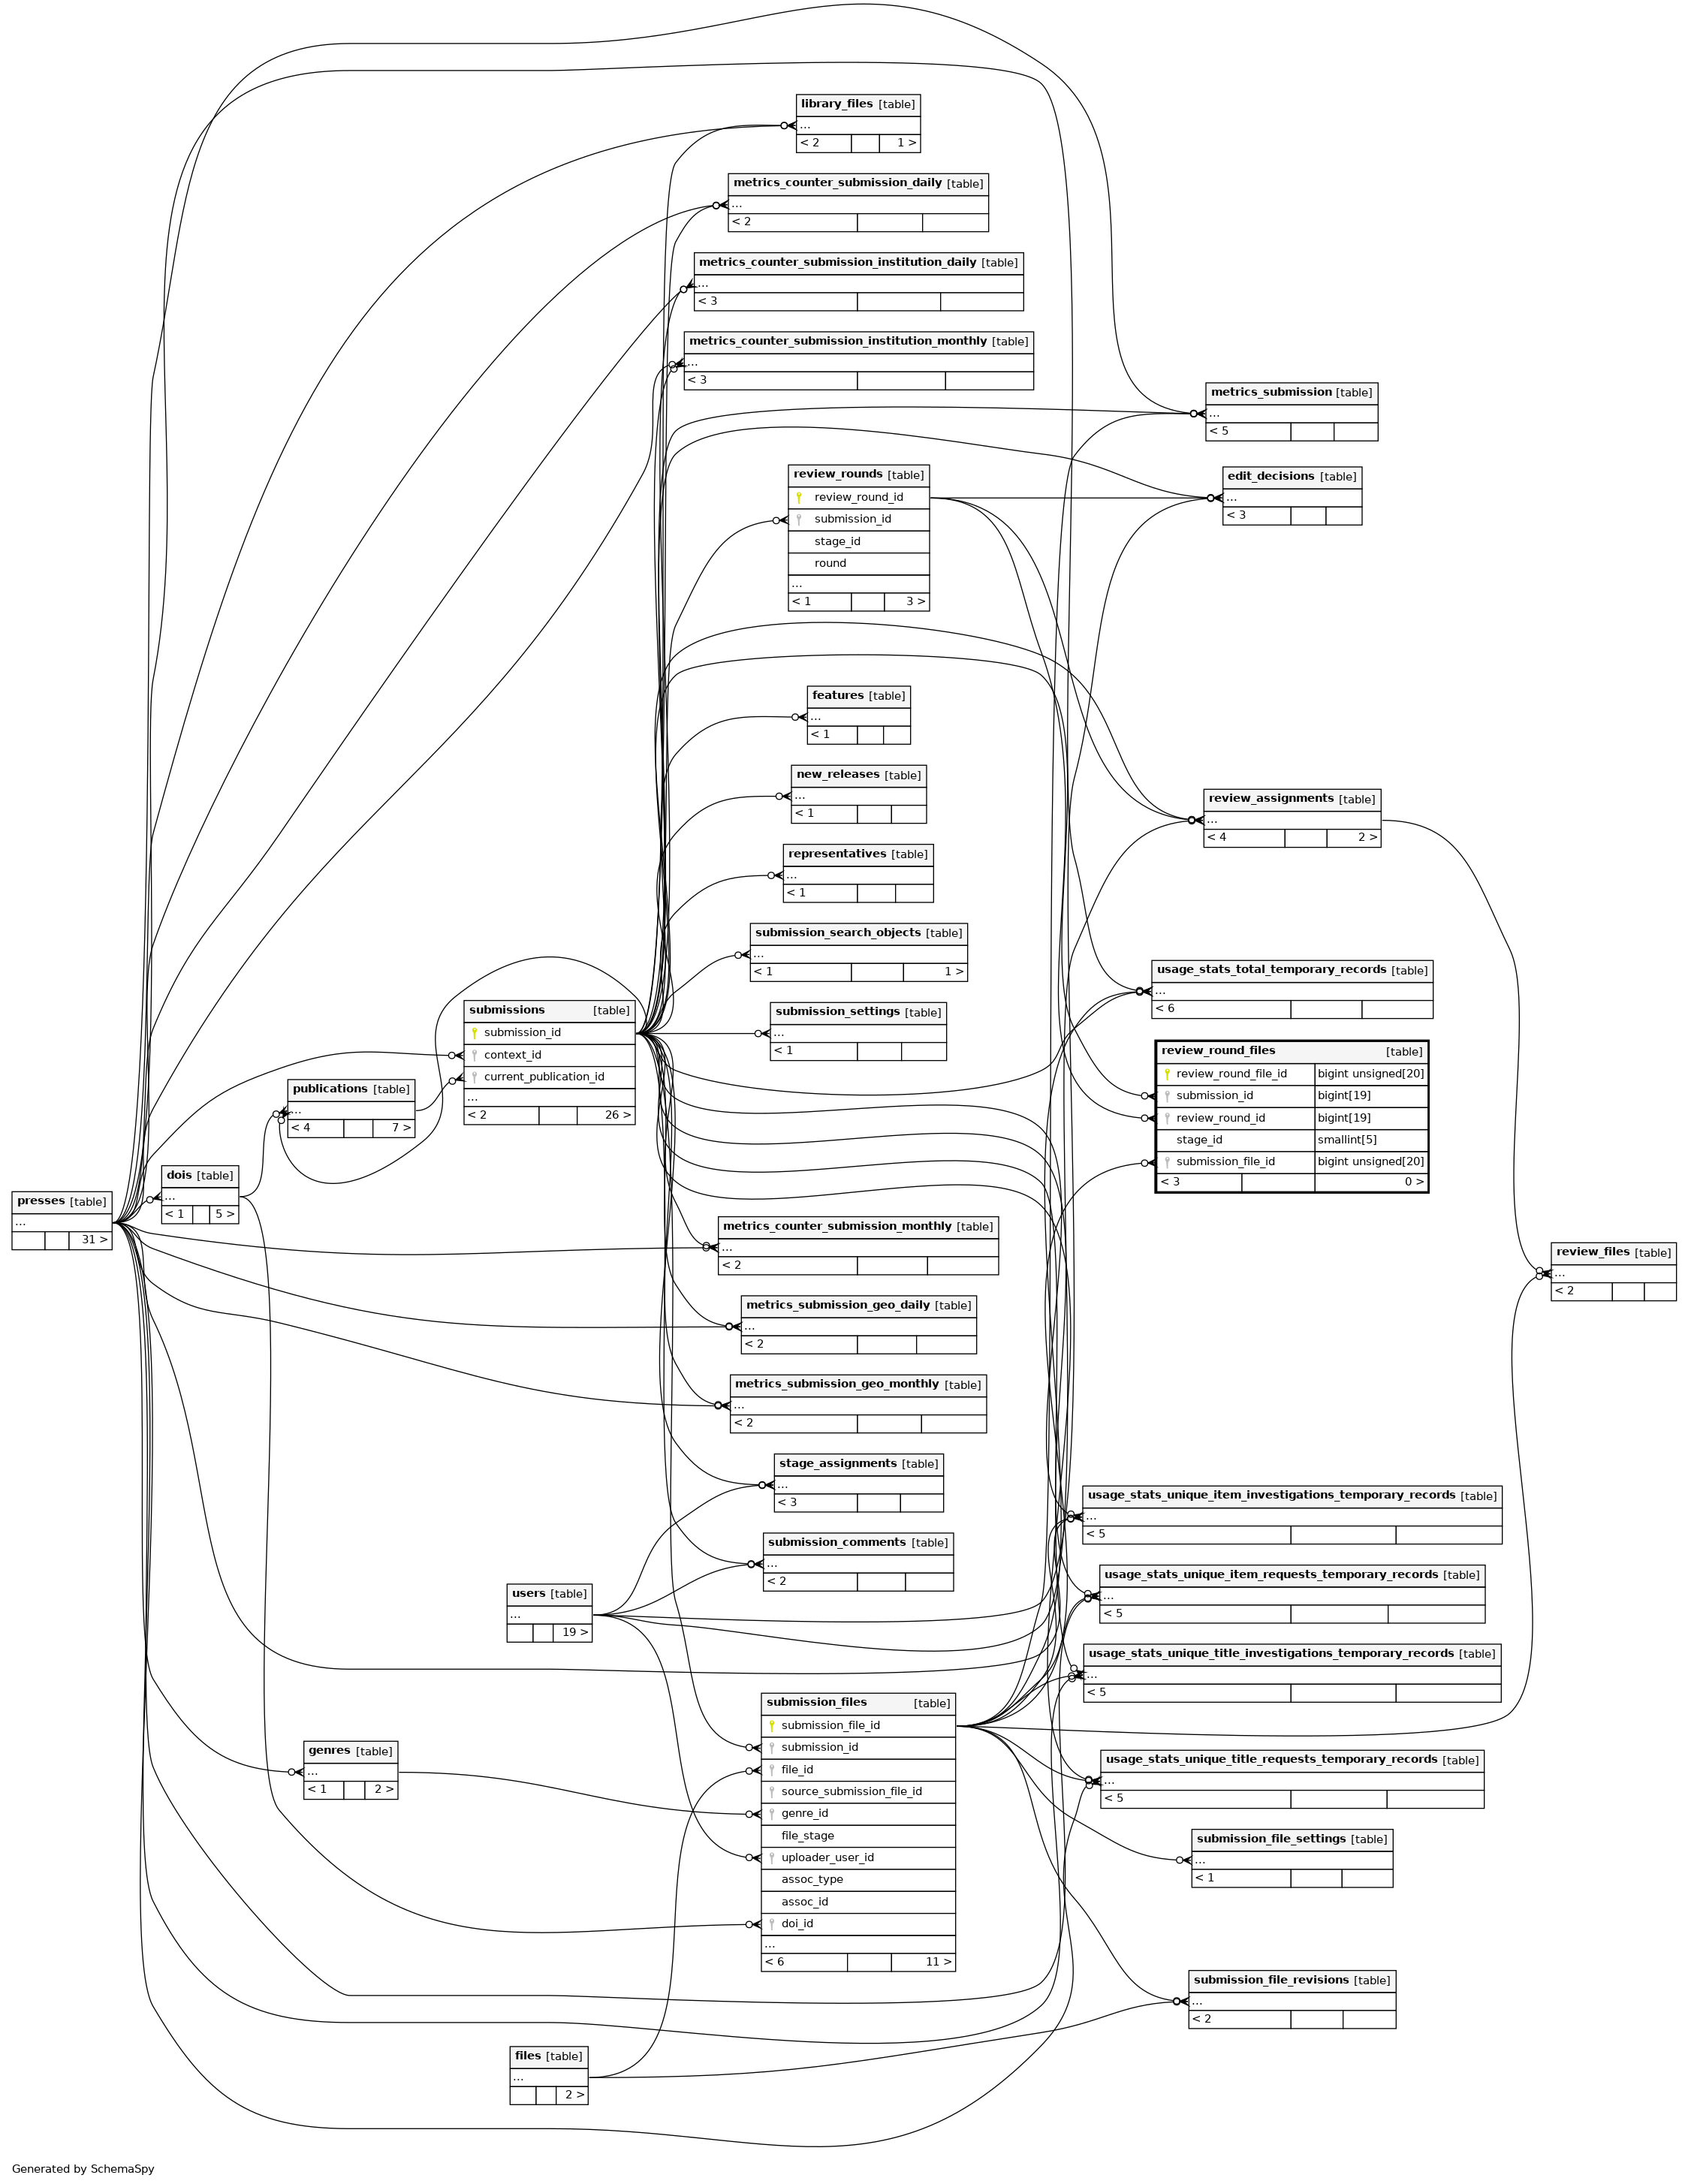 library_files [table]
...
< 2 1 >
metrics_counter_submission_daily [table]
...
< 2
metrics_counter_submission_institution_daily [table]
...
< 3
metrics_counter_submission_institution_monthly [table]
...
< 3
metrics_submission [table]
...
< 5
review_rounds [table]
review_round_id
submission_id
stage_id
round
...
< 1 3 >
edit_decisions [table]
...
< 3
features [table]
...
< 1
new_releases [table]
...
< 1
review_assignments [table]
...
< 4 2 >
representatives [table]
...
< 1
submission_search_objects [table]
...
< 1 1 >
usage_stats_total_temporary_records [table]
...
< 6
submissions [table]
submission_id
context_id
current_publication_id
...
< 2 26 >
submission_settings [table]
...
< 1
review_round_files [table]
review_round_file_id bigint unsigned[20]
submission_id bigint[19]
review_round_id bigint[19]
stage_id smallint[5]
submission_file_id bigint unsigned[20]
< 3 0 >
publications [table]
...
< 4 7 >
dois [table]
...
< 1 5 >
presses [table]
...
31 >
metrics_counter_submission_monthly [table]
...
< 2
review_files [table]
...
< 2
metrics_submission_geo_daily [table]
...
< 2
metrics_submission_geo_monthly [table]
...
< 2
stage_assignments [table]
...
< 3
usage_stats_unique_item_investigations_temporary_records [table]
...
< 5
submission_comments [table]
...
< 2
usage_stats_unique_item_requests_temporary_records [table]
...
< 5
users [table]
...
19 >
usage_stats_unique_title_investigations_temporary_records [table]
...
< 5
submission_files [table]
submission_file_id
submission_id
file_id
source_submission_file_id
genre_id
file_stage
uploader_user_id
assoc_type
assoc_id
doi_id
...
< 6 11 >
genres [table]
...
< 1 2 >
usage_stats_unique_title_requests_temporary_records [table]
...
< 5
submission_file_settings [table]
...
< 1
submission_file_revisions [table]
...
< 2
files [table]
...
2 >
Generated by SchemaSpy